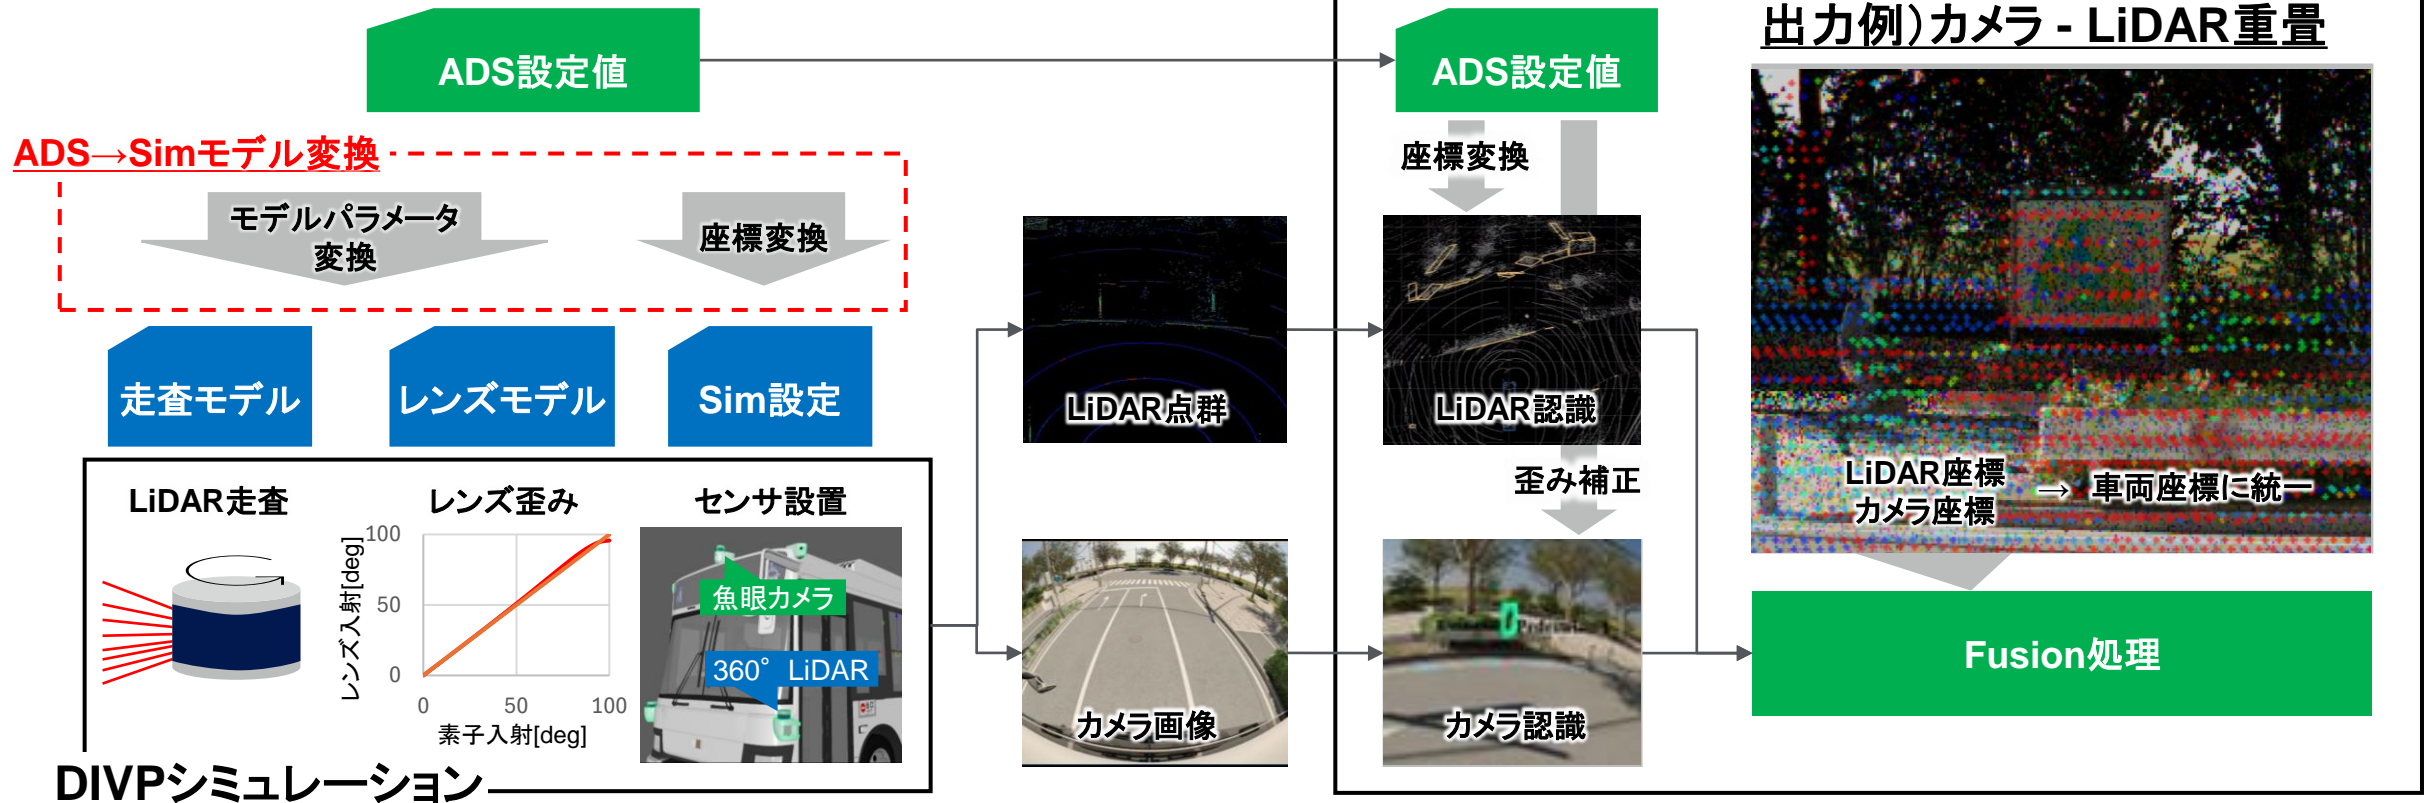 ADS設定値
ADS→Simモデル変換
モデルパラメータ
変換
座標変換
走査モデル
レンズモデル
Sim設定
LiDAR走査
レンズ歪み
センサ設置
レンズ入射[deg]
100
50
0
0
50
100
素子入射[deg]
魚眼カメラ
360° LiDAR
DIVPシミュレーション
LiDAR点群
カメラ画像
ADS設定値
座標変換
LiDAR認識
歪み補正
カメラ認識
出力例）カメラ - LiDAR重畳
LiDAR座標
カメラ座標
→ 車両座標に統一
Fusion処理